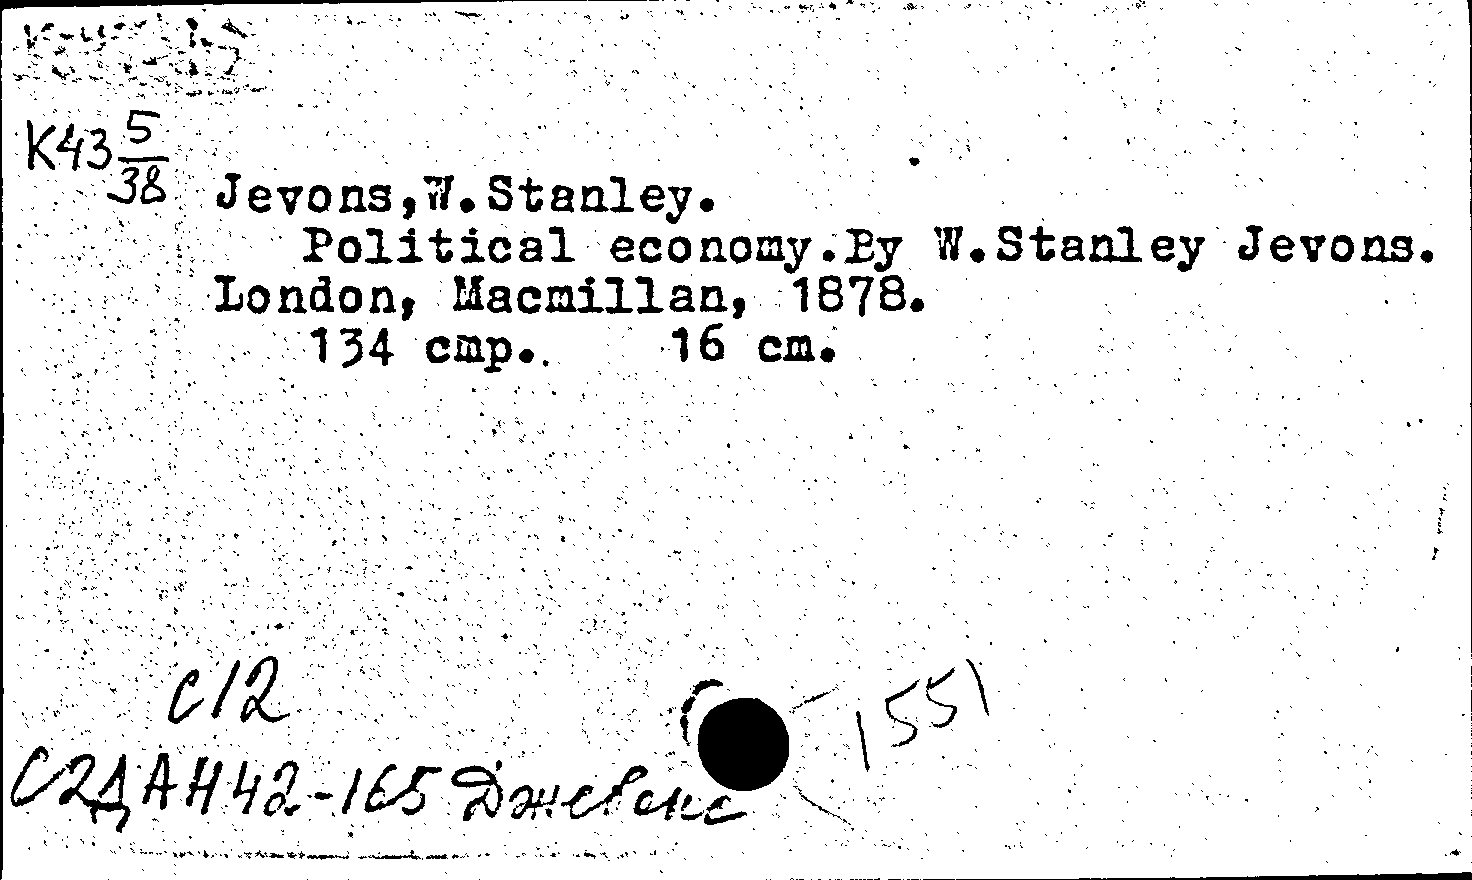 K43 5/38
Jevons,W.Stanley.
Political economy.By W.Stanley Jevons.
London, Macmillan, 1878.
134 cmp. 16 cm.
c12
1551
С2ДАН42-165 Джевонс